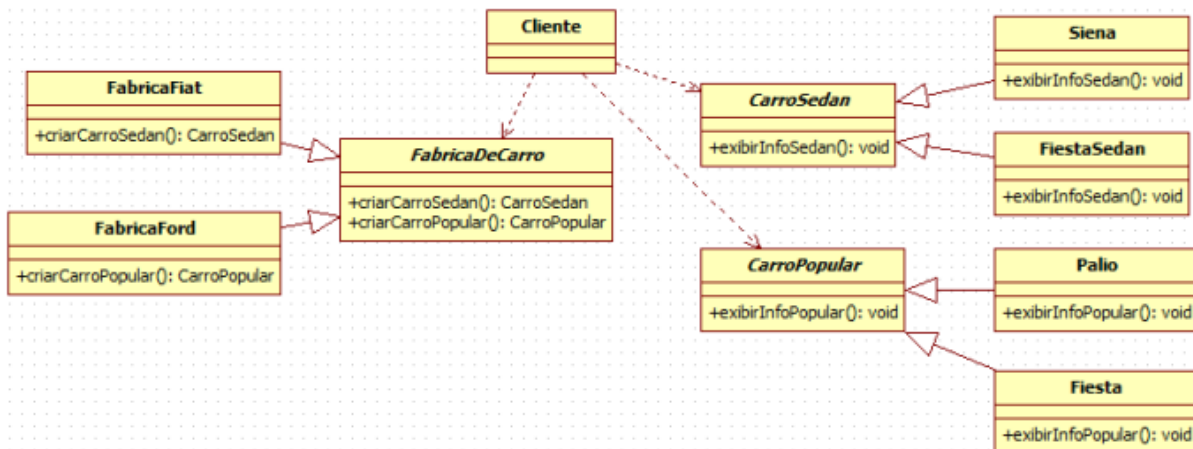 Cliente
FabricaFiat
+criarCarroSedan(): CarroSedan
FabricaFord
+criarCarroPopular(): CarroPopular
FabricaDeCarro
+criarCarroSedan(): CarroSedan
+criarCarroPopular(): CarroPopular
CarroSedan
+exibirInfoSedan(): void
CarroPopular
+exibirInfoPopular(): void
Siena
+exibirInfoSedan(): void
FiestaSedan
+exibirInfoSedan(): void
Palio
+exibirInfoPopular(): void
Fiesta
+exibirInfoPopular(): void